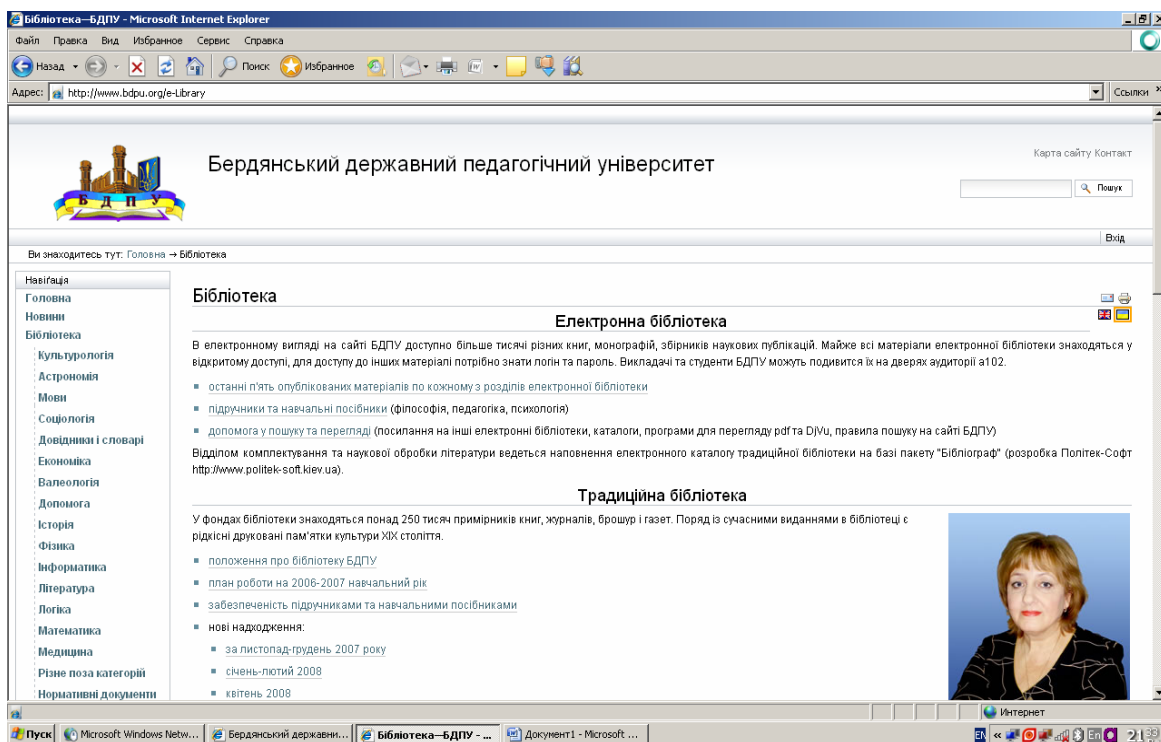 Бібліотека—БДПУ - Microsoft Internet Explorer
Файл Правка Вид Избранное Сервис Справка
Назад Поиск Избранное
Адрес: http://www.bdpu.org/e-Library Ссылки
Карта сайту Контакт
Бердянський державний педагогічний університет
БДПУ
Пошук
Вхід
Ви знаходитесь тут: Головна → Бібліотека
Навіґація
Головна
Новини
Бібліотека
Культурологія
Астрономія
Мови
Соціологія
Довідники і словарі
Економіка
Валеологія
Допомога
Історія
Фізика
Інформатика
Література
Логіка
Математика
Медицина
Різне поза категорій
Нормативні документи
Бібліотека
Електронна бібліотека
В електронному вигляді на сайті БДПУ доступно більше тисячі різних книг, монографій, збірників наукових публікацій. Майже всі матеріали електронної бібліотеки знаходяться у
відкритому доступі, для доступу до інших матеріалі потрібно знати логін та пароль. Викладачі та студенти БДПУ можуть подивится їх на дверях аудиторії а102.
останні п'ять опублікованих матеріалів по кожному з розділів електронної бібліотеки
підручники та навчальні посібники (філософія, педагогіка, психологія)
допомога у пошуку та перегляді (посилання на інші електронні бібліотеки, каталоги, програми для перегляду pdf та DjVu, правила пошуку на сайті БДПУ)
Відділом комплектування та наукової обробки літератури ведеться наповнення електронного каталогу традиційної бібліотеки на базі пакету "Бібліограф" (розробка Політек-Софт
http://www.politek-soft.kiev.ua).
Традиційна бібліотека
У фондах бібліотеки знаходяться понад 250 тисяч примірників книг, журналів, брошур і газет. Поряд із сучасними виданнями в бібліотеці є
рідкісні друковані пам'ятки культури XIX століття.
положення про бібліотеку БДПУ
план роботи на 2006-2007 навчальний рік
забезпеченість підручниками та навчальними посібниками
нові надходження:
за листопад-грудень 2007 року
січень-лютий 2008
квітень 2008
Интернет
Пуск Microsoft Windows Netw... Бердянський державни... Бібліотека—БДПУ - ... Документ1 - Microsoft ... EN En